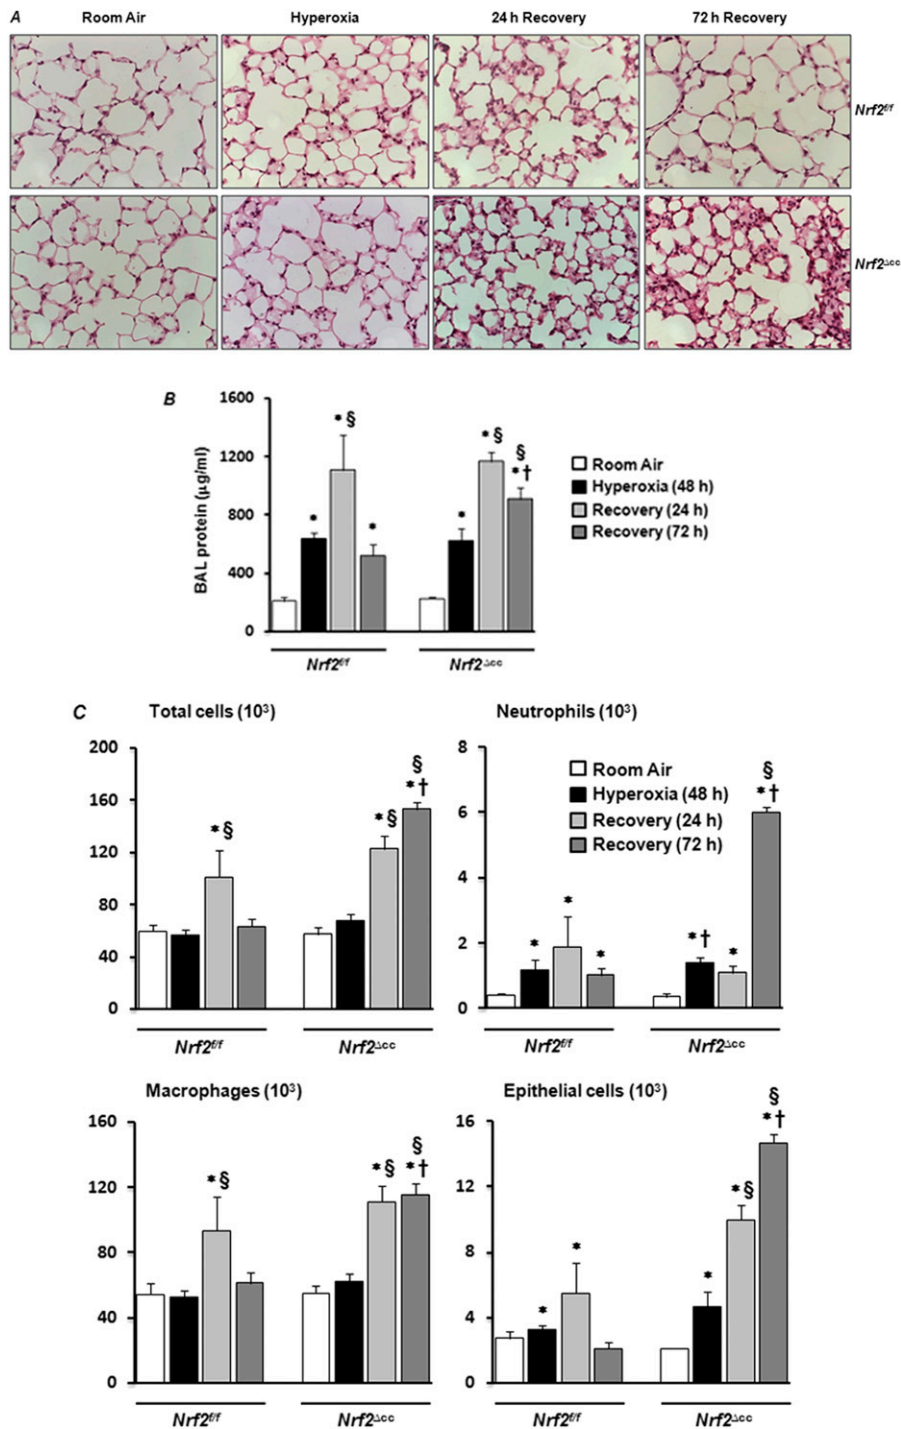 A Room Air Hyperoxia 24 h Recovery 72 h Recovery
Nrf2f/f
Nrf2Δcc
B
1600
1200
800
400
0
BAL protein (µg/ml)
* * § * * * § § * †
Room Air
Hyperoxia (48 h)
Recovery (24 h)
Recovery (72 h)
Nrf2f/f Nrf2Δcc
C Total cells (10³) Neutrophils (10³)
200
160
120
80
40
0
* § * § § * †
Nrf2f/f Nrf2Δcc
8
6
4
2
0
Room Air
Hyperoxia (48 h)
Recovery (24 h)
Recovery (72 h)
* * * * † * § * †
Nrf2f/f Nrf2Δcc
Macrophages (10³) Epithelial cells (10³)
160
120
80
40
0
* § * § § * †
Nrf2f/f Nrf2Δcc
16
12
8
4
0
* * * * § § * †
Nrf2f/f Nrf2Δcc